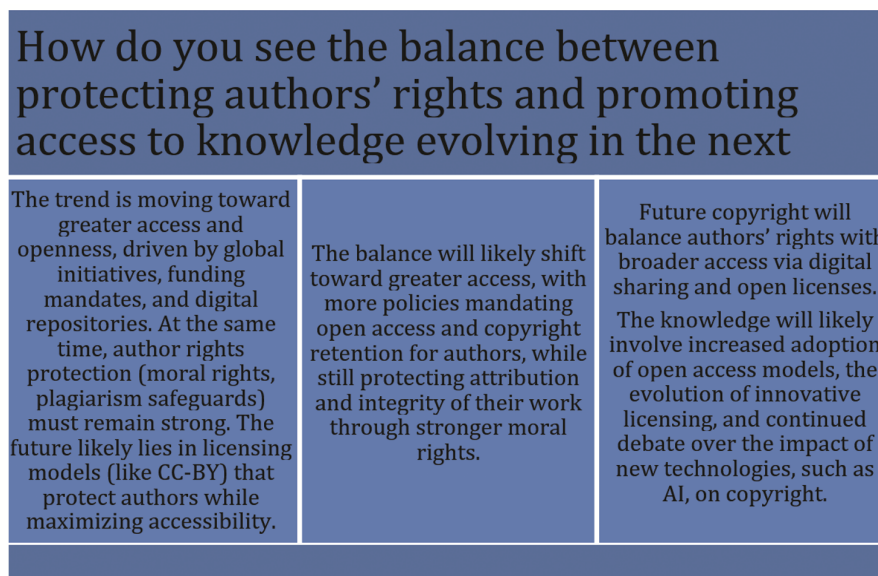 How do you see the balance between
protecting authors’ rights and promoting
access to knowledge evolving in the next
The trend is moving toward
greater access and
openness, driven by global
initiatives, funding
mandates, and digital
repositories. At the same
time, author rights
protection (moral rights,
plagiarism safeguards)
must remain strong. The
future likely lies in licensing
models (like CC-BY) that
protect authors while
maximizing accessibility.
The balance will likely shift
toward greater access, with
more policies mandating
open access and copyright
retention for authors, while
still protecting attribution
and integrity of their work
through stronger moral
rights.
Future copyright will
balance authors’ rights with
broader access via digital
sharing and open licenses.
The knowledge will likely
involve increased adoption
of open access models, the
evolution of innovative
licensing, and continued
debate over the impact of
new technologies, such as
AI, on copyright.